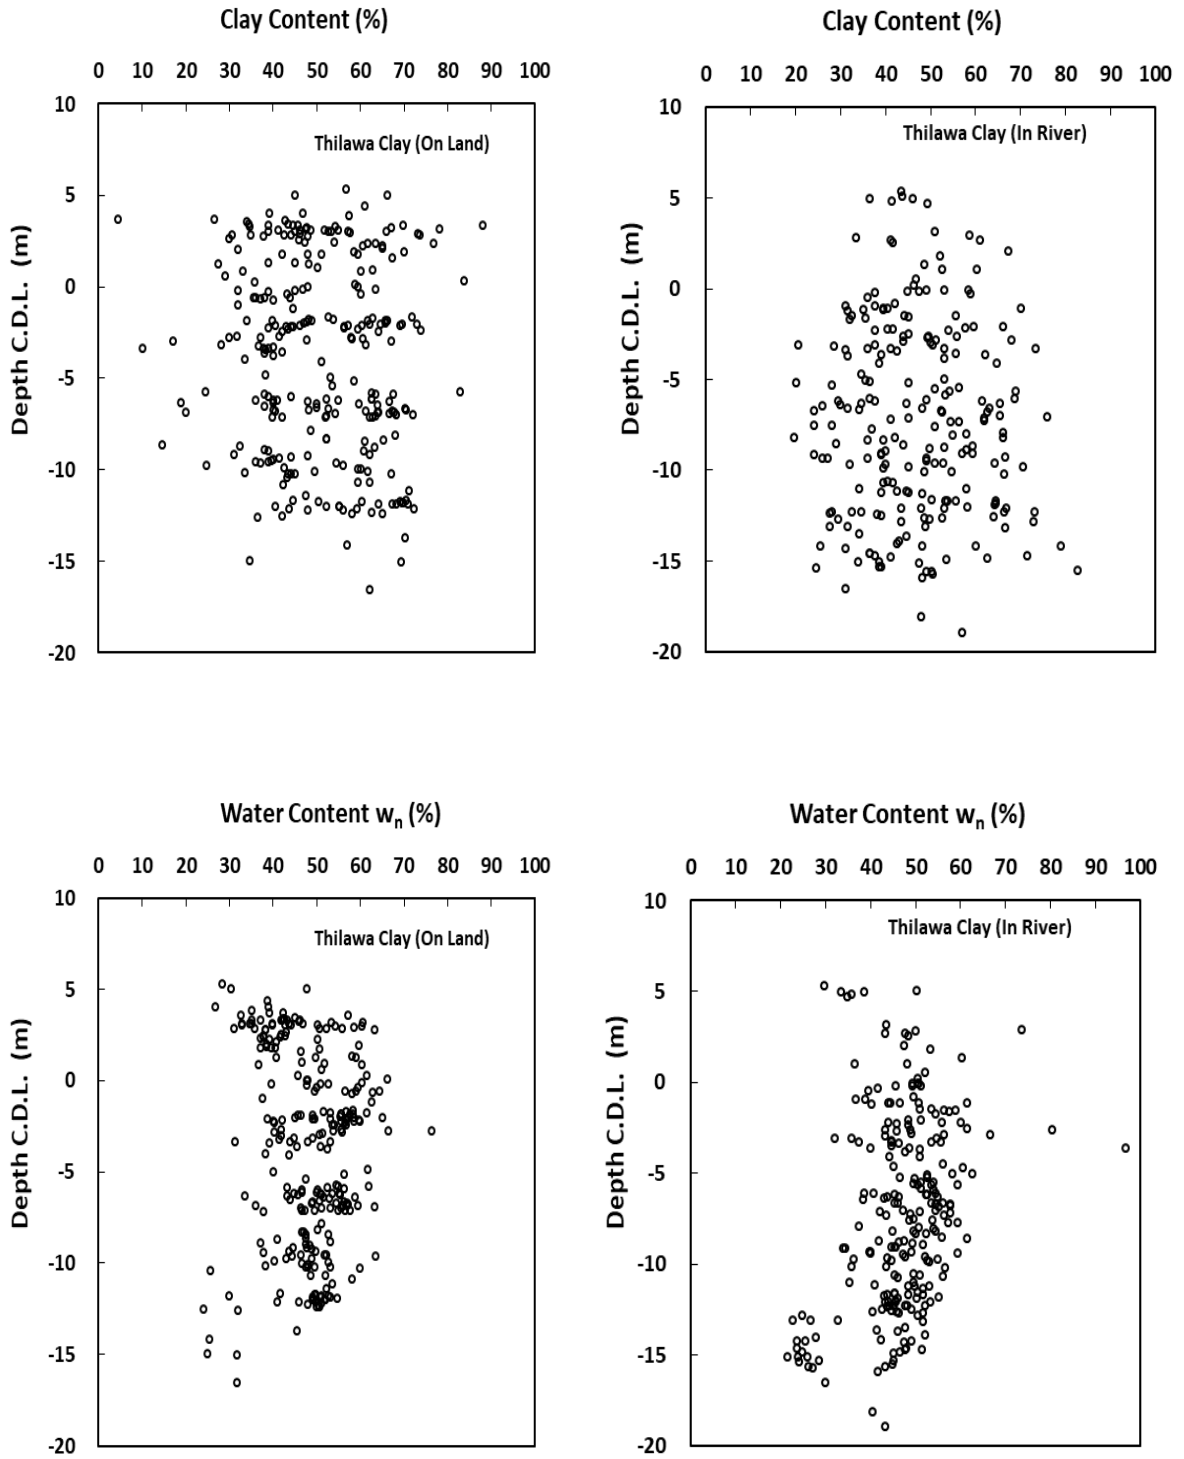 Clay Content (%)
0 10 20 30 40 50 60 70 80 90 100
10
5
0
-5
-10
-15
-20
Depth C.D.L. (m)
Thilawa Clay (On Land)
Clay Content (%)
0 10 20 30 40 50 60 70 80 90 100
10
5
0
-5
-10
-15
-20
Depth C.D.L. (m)
Thilawa Clay (In River)
Water Content wn (%)
0 10 20 30 40 50 60 70 80 90 100
10
5
0
-5
-10
-15
-20
Depth C.D.L. (m)
Thilawa Clay (On Land)
Water Content wn (%)
0 10 20 30 40 50 60 70 80 90 100
10
5
0
-5
-10
-15
-20
Depth C.D.L. (m)
Thilawa Clay (In River)